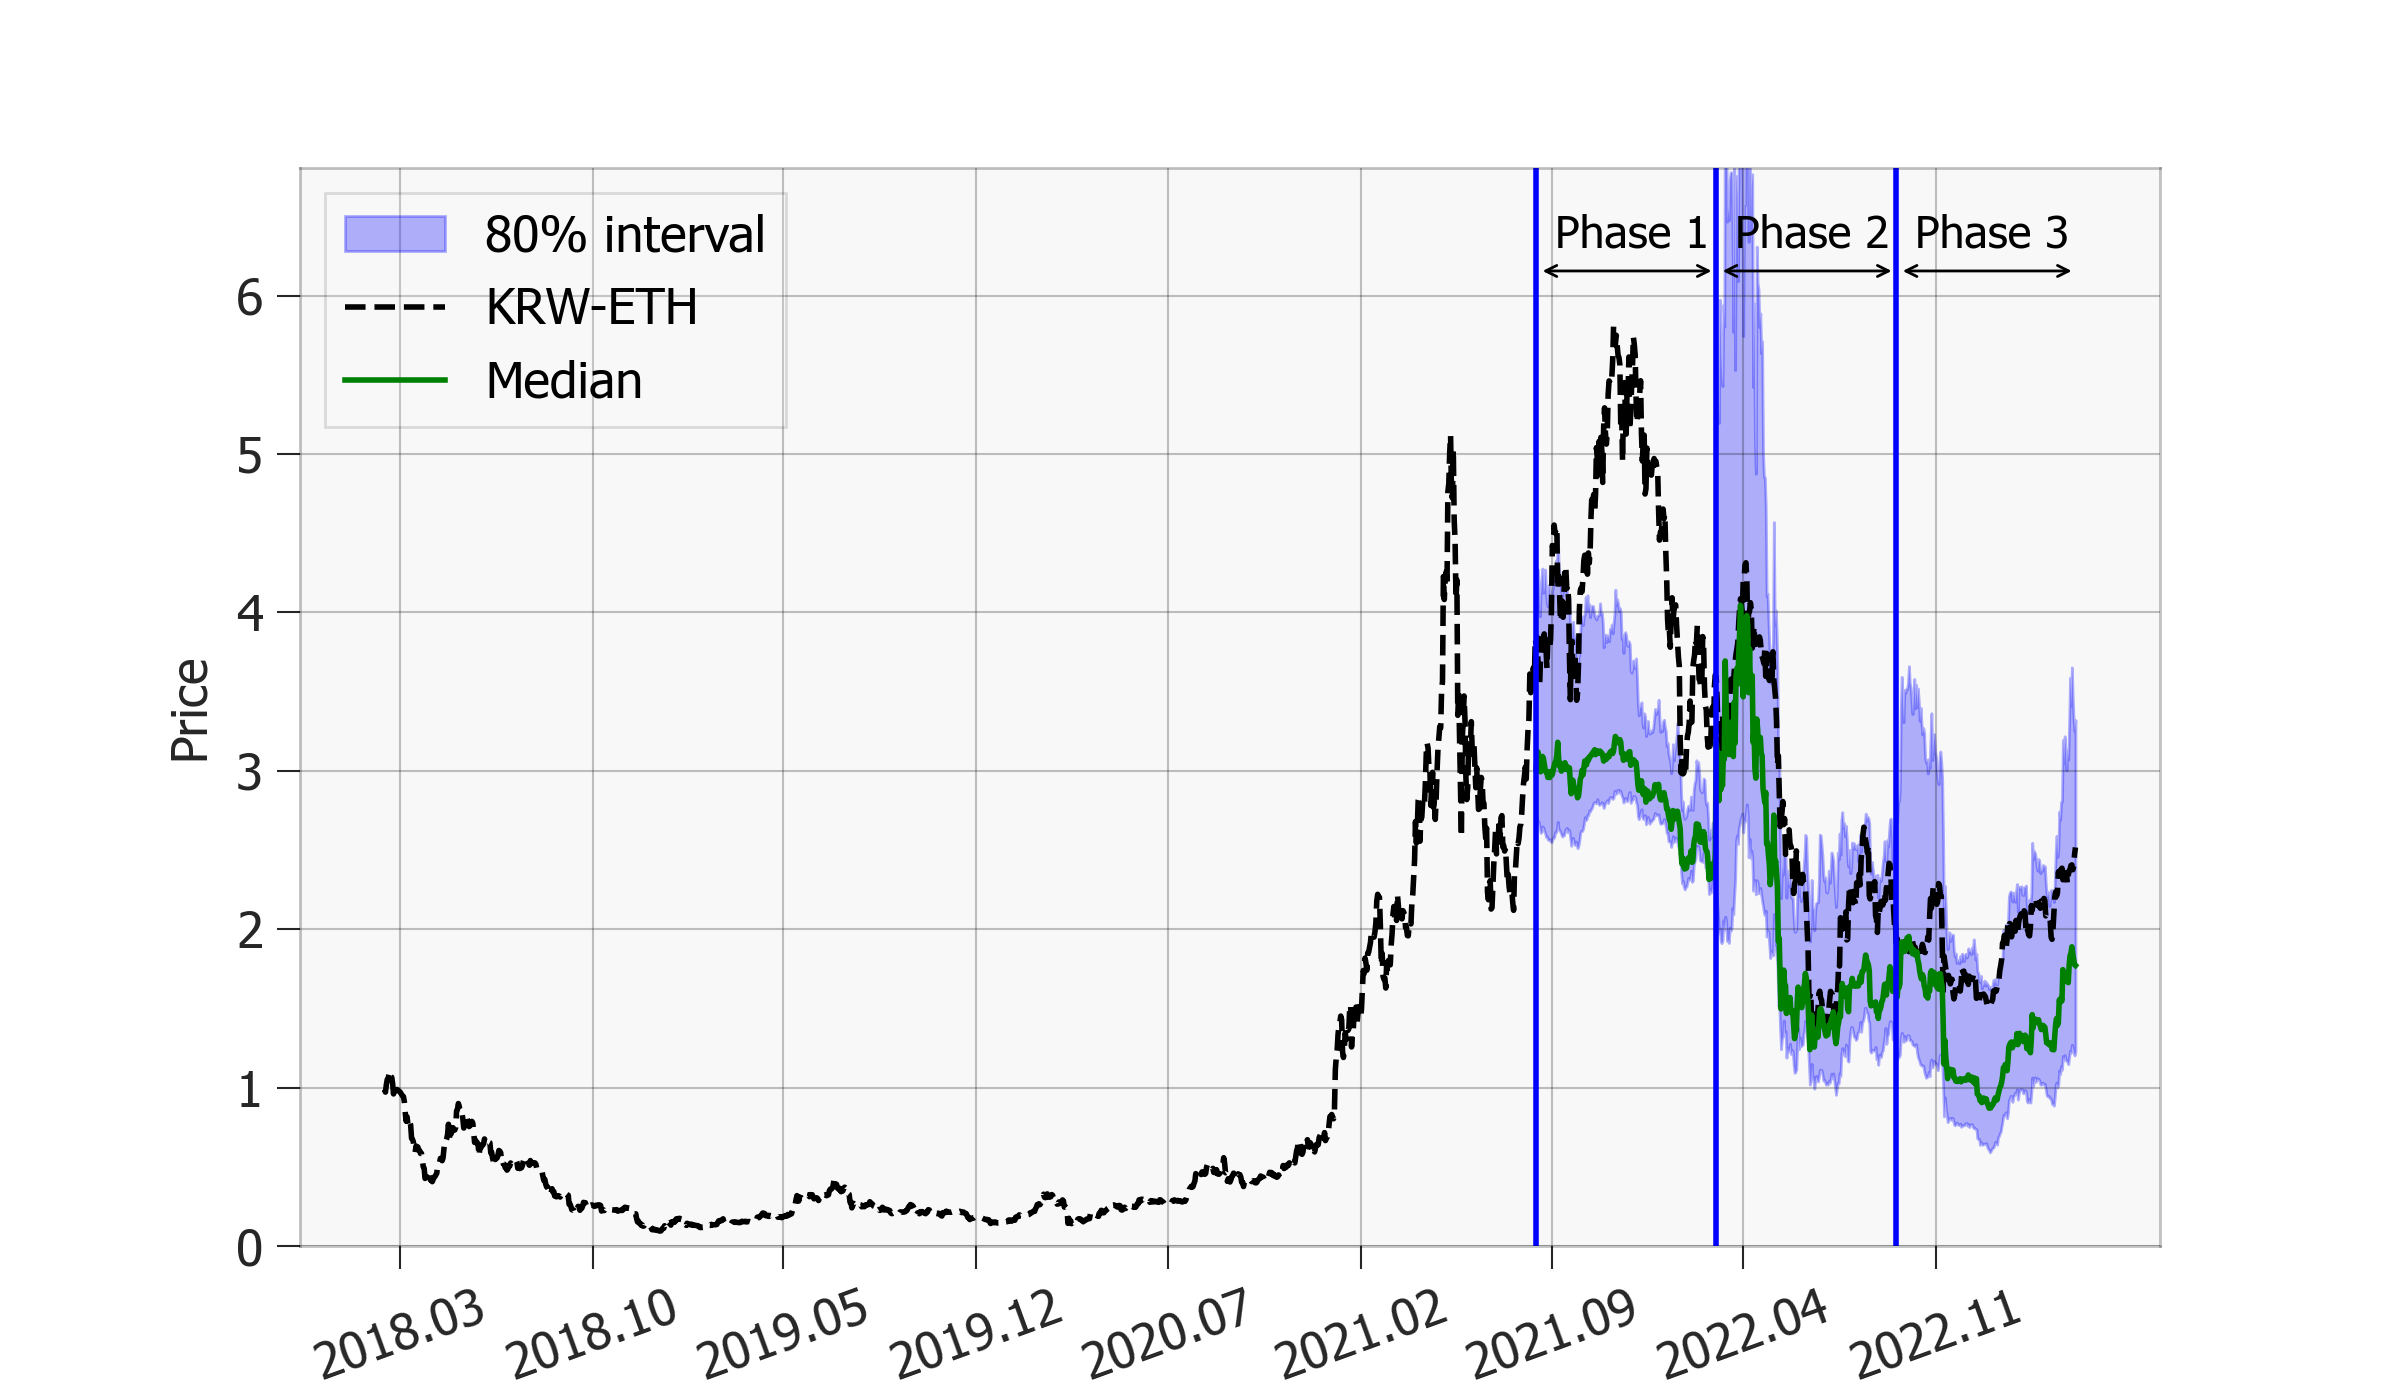 80% interval
KRW-ETH
Median
Phase 1
Phase 2
Phase 3
Price
6
5
4
3
2
1
0
2018.03
2018.10
2019.05
2019.12
2020.07
2021.02
2021.09
2022.04
2022.11